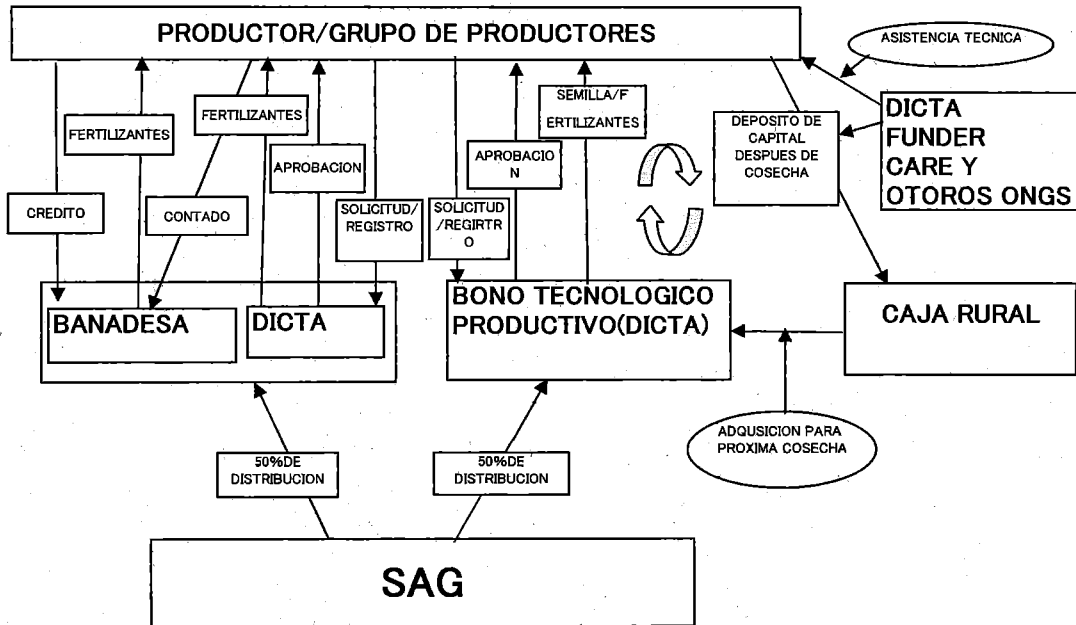 PRODUCTOR/GRUPO DE PRODUCTORES
ASISTENCIA TECNICA
FERTILIZANTES
FERTILIZANTES
APROBACION
APROBACIO
N
SEMILLA/F
ERTILIZANTES
DEPOSITO DE
CAPITAL
DESPUES DE
COSECHA
DICTA
FUNDER
CARE Y
OTOROS ONGS
CREDITO
CONTADO
SOLICITUD/
REGISTRO
SOLICITUD
/REGIRTR
O
BANADESA
DICTA
BONO TECNOLOGICO
PRODUCTIVO(DICTA)
CAJA RURAL
ADQUSICION PARA
PROXIMA COSECHA
50%DE
DISTRIBUCION
50%DE
DISTRIBUCION
SAG